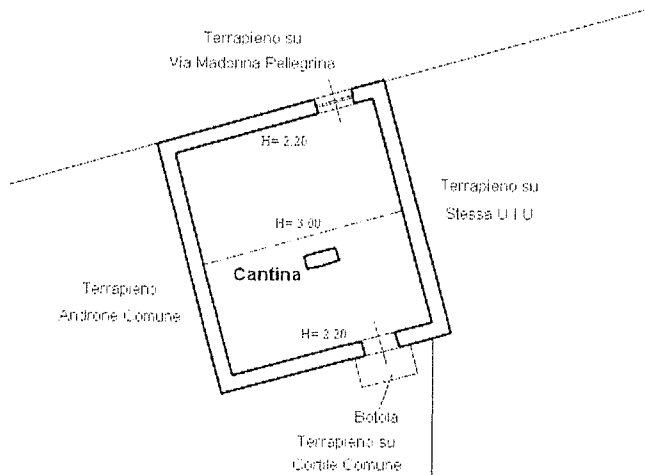 Terrapieno su
Via Madonna Pellegrina
H= 2.20
Terrapieno su
Stessa U I U
H= 3.00
Cantina
Terrapieno
Androne Comune
H= 2.20
Botola
Terrapieno su
Cortile Comune